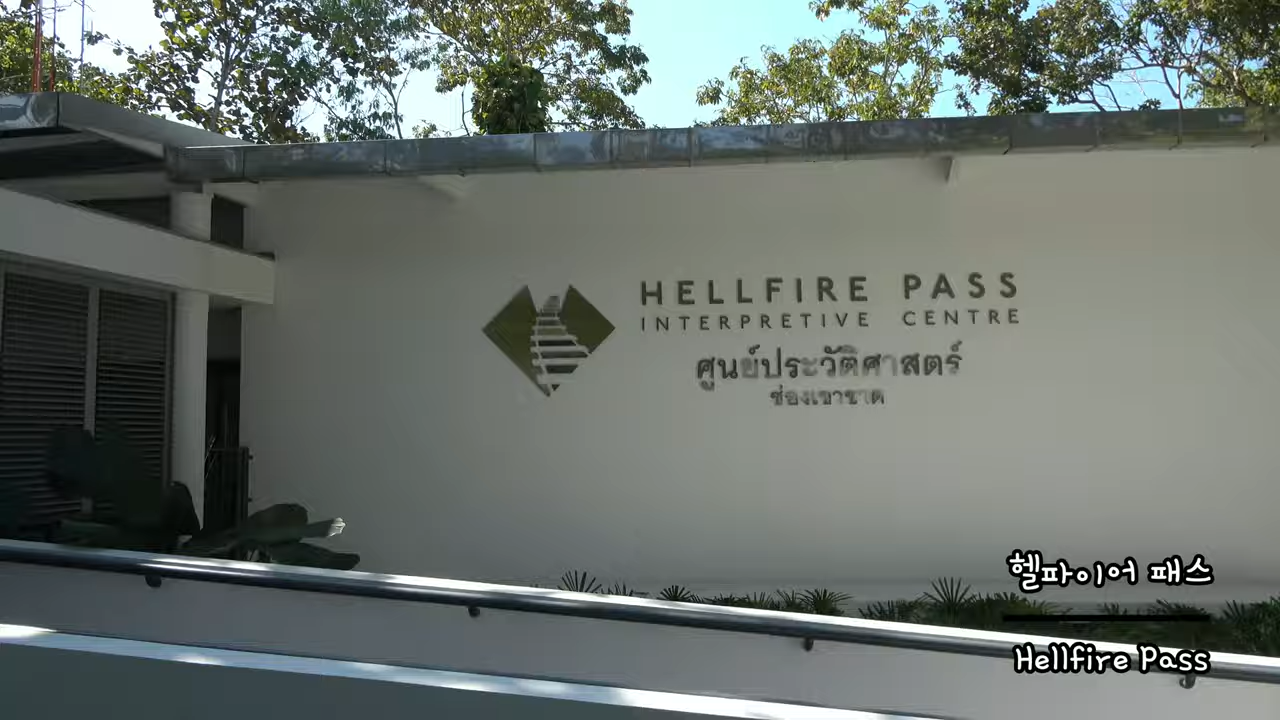 HELLFIRE PASS
INTERPRETIVE CENTRE
ศูนย์ประวัติศาสตร์
ช่องเขาขาด
헬파이어 패스
Hellfire Pass